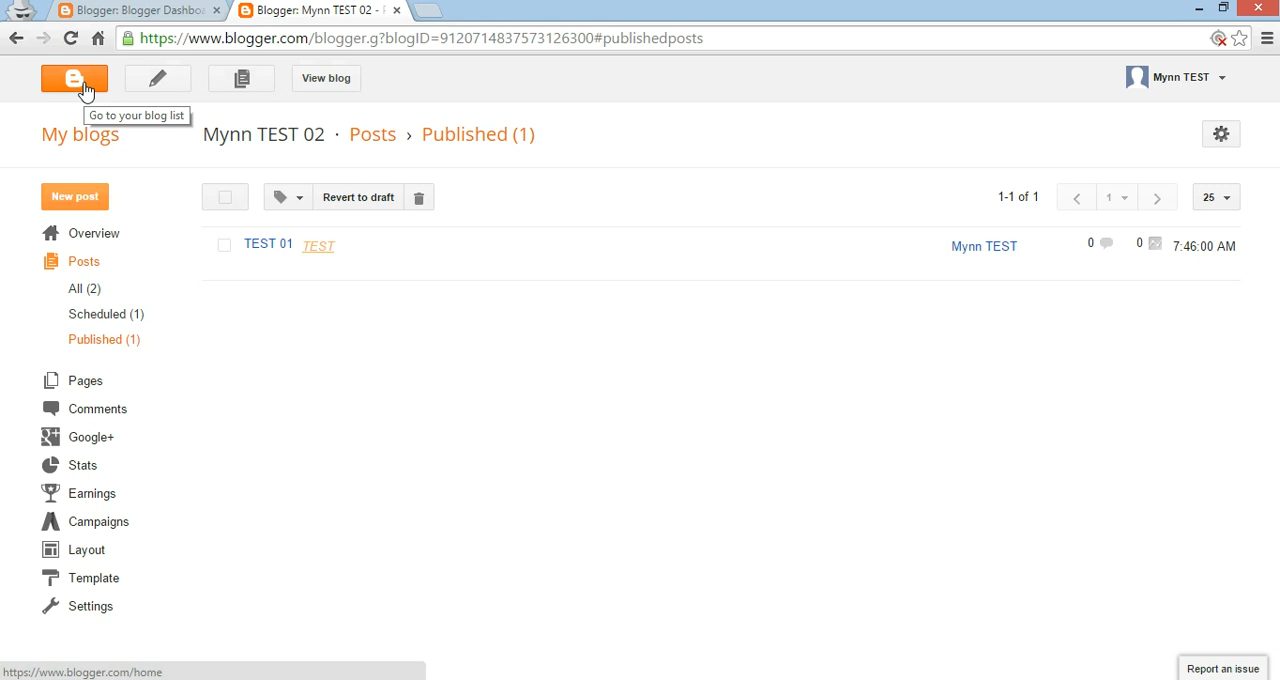 Blogger: Blogger Dashbo
Blogger: Mynn TEST 02 -
https://www.blogger.com/blogger.g?blogID=9120714837573126300#publishedposts
View blog
Mynn TEST
Go to your blog list
My blogs
Mynn TEST 02 · Posts › Published (1)
New post
Revert to draft
1-1 of 1
1
25
Overview
TEST 01 TEST
Mynn TEST
0
0
7:46:00 AM
Posts
All (2)
Scheduled (1)
Published (1)
Pages
Comments
Google+
Stats
Earnings
Campaigns
Layout
Template
Settings
https://www.blogger.com/home
Report an issue